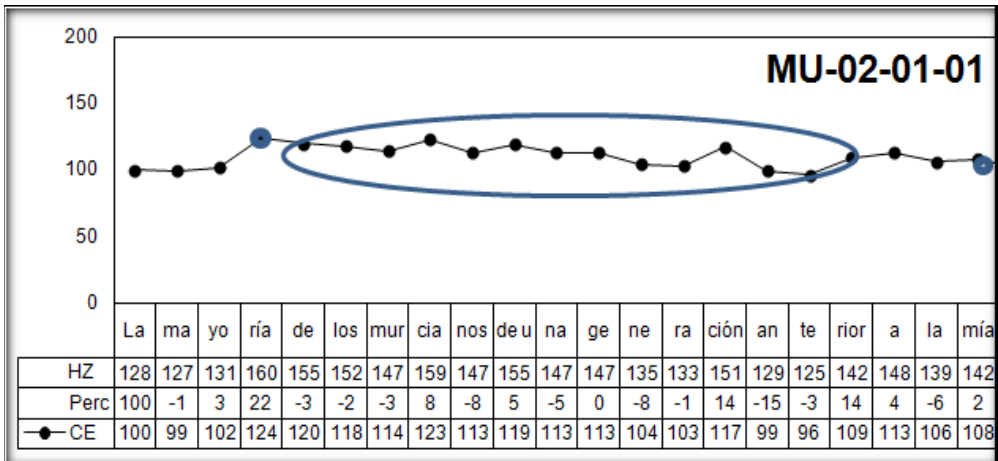 200
MU-02-01-01
150
100
50
0
La ma yo ría de los mur cia nos de u na ge ne ra ción an te rior a la mía
HZ 128 127 131 160 155 152 147 159 147 155 147 147 135 133 151 129 125 142 148 139 142
Perc 100 -1 3 22 -3 -2 -3 8 -8 5 -5 0 -8 -1 14 -15 -3 14 4 -6 2
CE 100 99 102 124 120 118 114 123 113 119 113 113 104 103 117 99 96 109 113 106 108